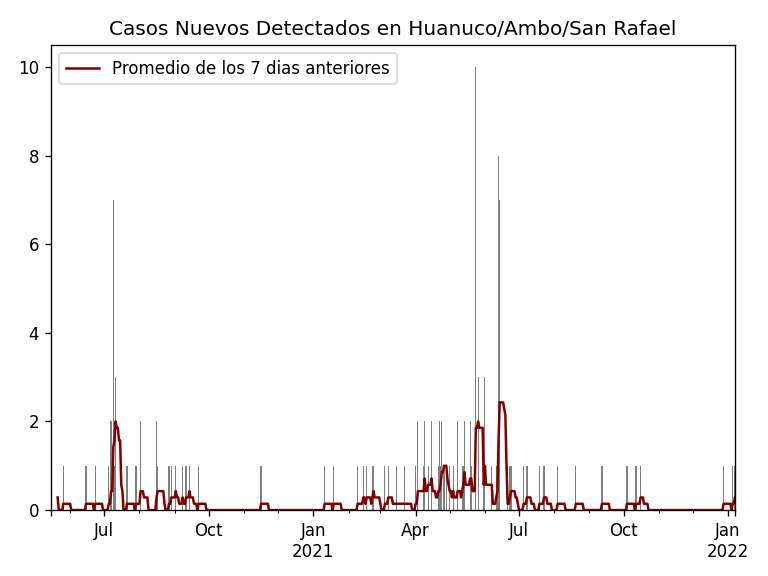 Casos Nuevos Detectados en Huanuco/Ambo/San Rafael
Promedio de los 7 dias anteriores
10
8
6
4
2
0
Jul
Oct
Jan
2021
Apr
Jul
Oct
Jan
2022